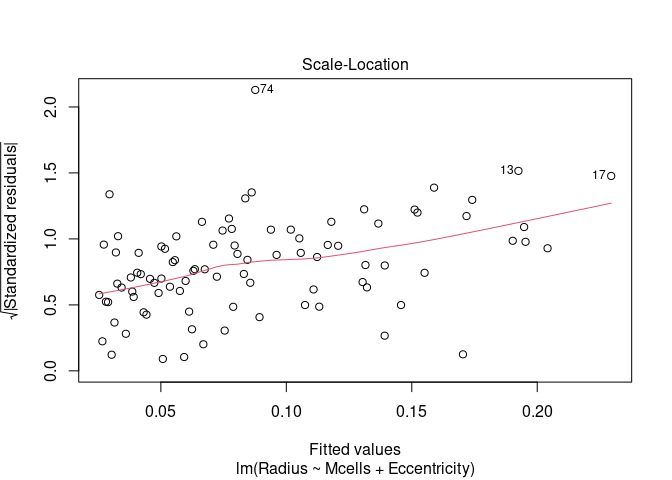 Scale-Location
√|Standardized residuals|
2.0
1.5
1.0
0.5
0.0
74
13
17
0.05 0.10 0.15 0.20
Fitted values
lm(Radius ~ Mcells + Eccentricity)